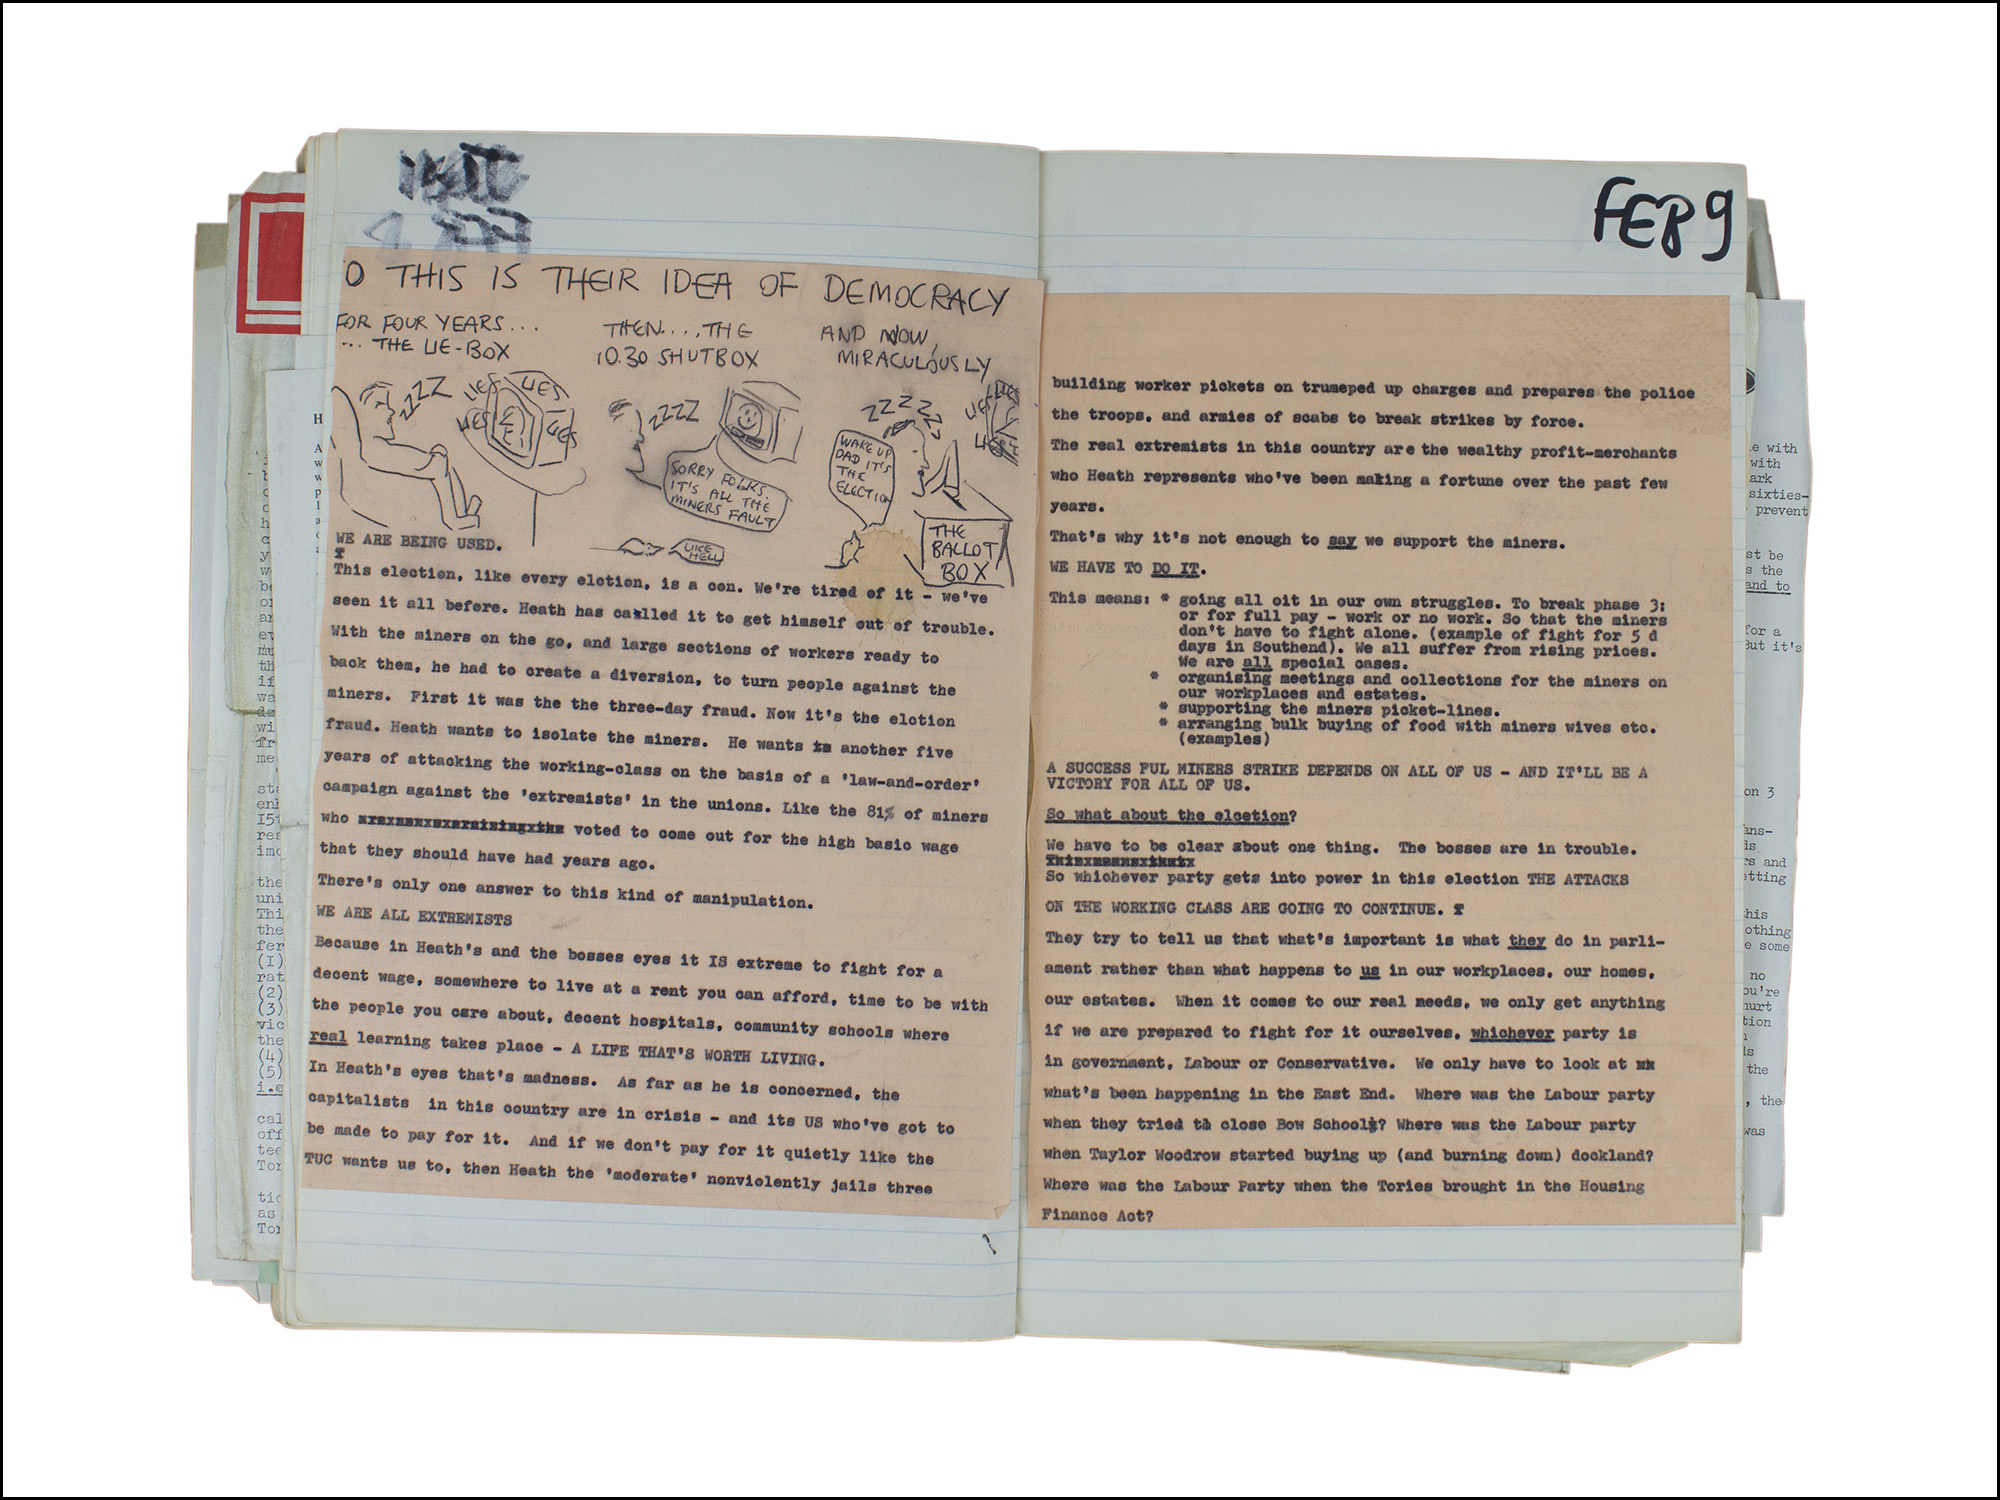 FEB 9
O THIS IS THEIR IDEA OF DEMOCRACY
FOR FOUR YEARS...
... THE LIE-BOX
THEN...,THE
10.30 SHUTBOX
AND NOW,
MIRACULOUSLY
ZZZZ
LIES
LIES
LIES
LIES
ZZZZ
SORRY FOLKS.
IT'S ALL THE
MINERS FAULT
LIKE
HELL
ZZZZZ
WAKE UP
DAD IT'S
THE
ELECTION
LIES
THE
BALLOT
BOX
WE ARE BEING USED.
T
This election, like every elction, is a con. We're tired of it - we've
seen it all before. Heath has called it to get himself out of trouble.
With the miners on the go, and large sections of workers ready to
back them, he had to create a diversion, to turn people against the
miners. First it was the the three-day fraud. Now it's the elction
fraud. Heath wants to isolate the miners. He wants another five
years of attacking the working-class on the basis of a 'law-and-order'
campaign against the 'extremists' in the unions. Like the 81% of miners
who voted to come out for the high basic wage
that they should have had years ago.
There's only one answer to this kind of manipulation.
WE ARE ALL EXTREMISTS
Because in Heath's and the bosses eyes it IS extreme to fight for a
decent wage, somewhere to live at a rent you can afford, time to be with
the people you care about, decent hospitals, community schools where
real learning takes place - A LIFE THAT'S WORTH LIVING.
In Heath's eyes that's madness. As far as he is concerned, the
capitalists in this country are in crisis - and its US who've got to
be made to pay for it. And if we don't pay for it quietly like the
TUC wants us to, then Heath the 'moderate' nonviolently jails three
building worker pickets on trumeped up charges and prepares the police
the troops, and armies of scabs to break strikes by force.
The real extremists in this country are the wealthy profit-merchants
who Heath represents who've been making a fortune over the past few
years.
That's why it's not enough to say we support the miners.
WE HAVE TO DO IT.
This means: * going all oit in our own struggles. To break phase 3;
or for full pay - work or no work. So that the miners
don't have to fight alone. (example of fight for 5 d
days in Southend). We all suffer from rising prices.
We are all special cases.
* organising meetings and collections for the miners on
our workplaces and estates.
* supporting the miners picket-lines.
* arranging bulk buying of food with miners wives etc.
(examples)
A SUCCESS FUL MINERS STRIKE DEPENDS ON ALL OF US - AND IT'LL BE A
VICTORY FOR ALL OF US.
So what about the elcetion?
We have to be clear about one thing. The bosses are in trouble.
So whichever party gets into power in this election THE ATTACKS
ON THE WORKING CLASS ARE GOING TO CONTINUE. T
They try to tell us that what's important is what they do in parli-
ament rather than what happens to us in our workplaces, our homes,
our estates. When it comes to our real needs, we only get anything
if we are prepared to fight for it ourselves, whichever party is
in government, Labour or Conservative. We only have to look at
what's been happening in the East End. Where was the Labour party
when they tried to close Bow School? Where was the Labour party
when Taylor Woodrow started buying up (and burning down) dockland?
Where was the Labour Party when the Tories brought in the Housing
Finance Act?